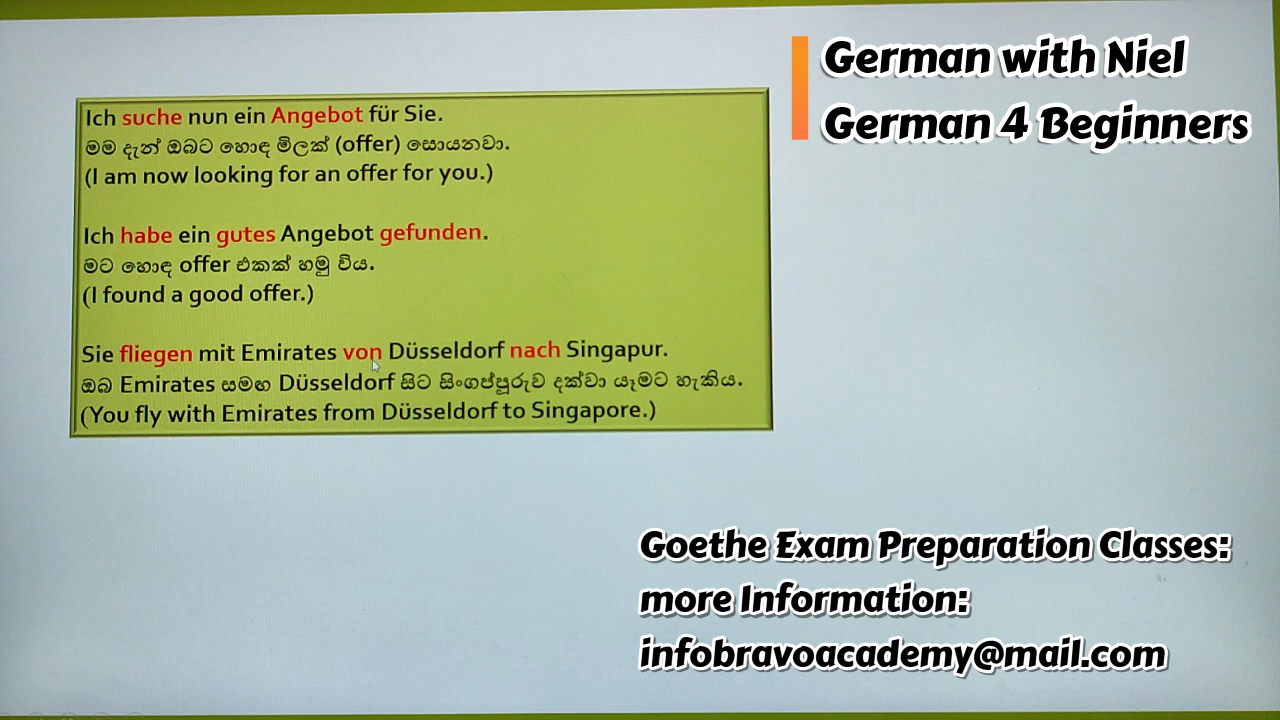 German with Niel
German 4 Beginners
Ich suche nun ein Angebot für Sie.
මම දැන් ඔබට හොඳ මිලක් (offer) සොයනවා.
(I am now looking for an offer for you.)
Ich habe ein gutes Angebot gefunden.
මට හොඳ offer එකක් හමු විය.
(I found a good offer.)
Sie fliegen mit Emirates von Düsseldorf nach Singapur.
ඔබ Emirates සමඟ Düsseldorf සිට සිංගප්පූරුව දක්වා යෑමට හැකිය.
(You fly with Emirates from Düsseldorf to Singapore.)
Goethe Exam Preparation Classes:
more Information:
infobravoacademy@mail.com